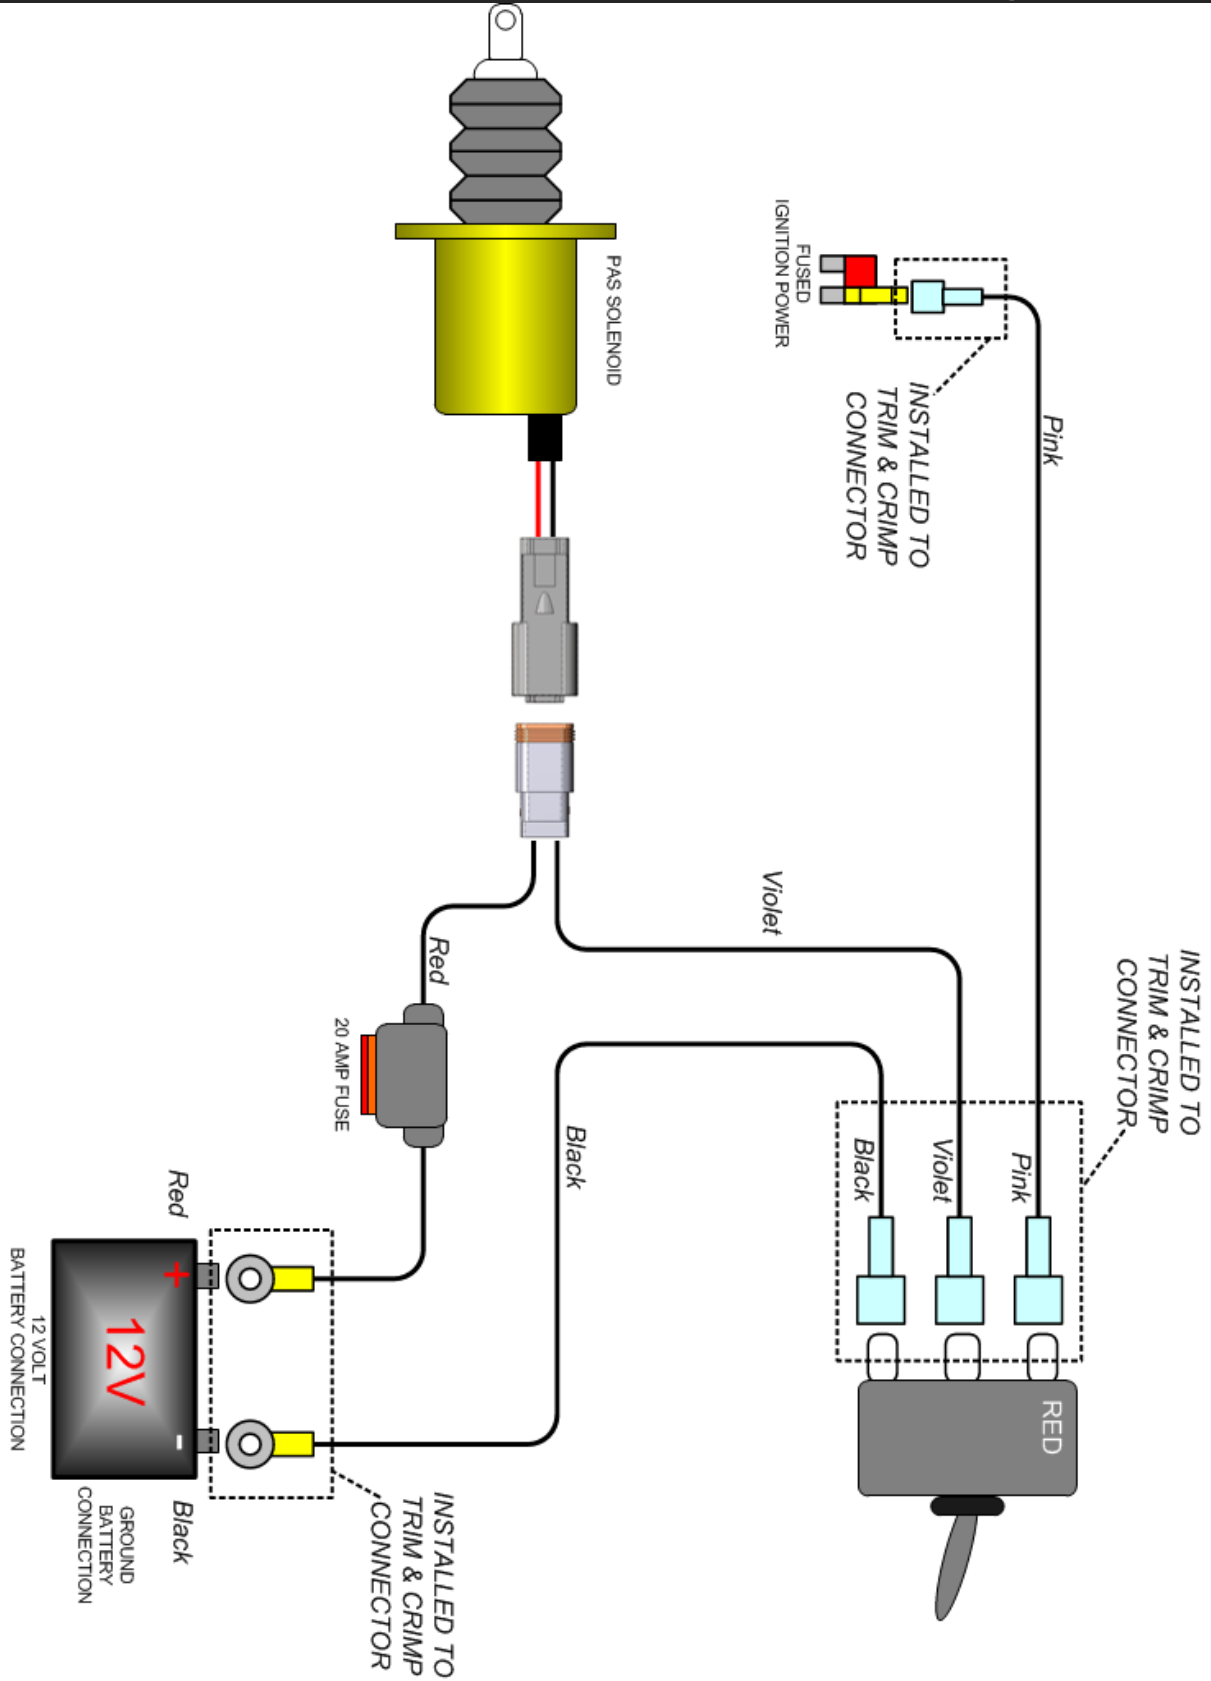 PAS SOLENOID
FUSED
IGNITION POWER
INSTALLED TO
TRIM & CRIMP
CONNECTOR
Pink
Violet
INSTALLED TO
TRIM & CRIMP
CONNECTOR
Pink
Violet
Black
RED
Red
20 AMP FUSE
Black
Red
+
12V
-
12 VOLT
BATTERY CONNECTION
Black
GROUND
BATTERY
CONNECTION
INSTALLED TO
TRIM & CRIMP
CONNECTOR